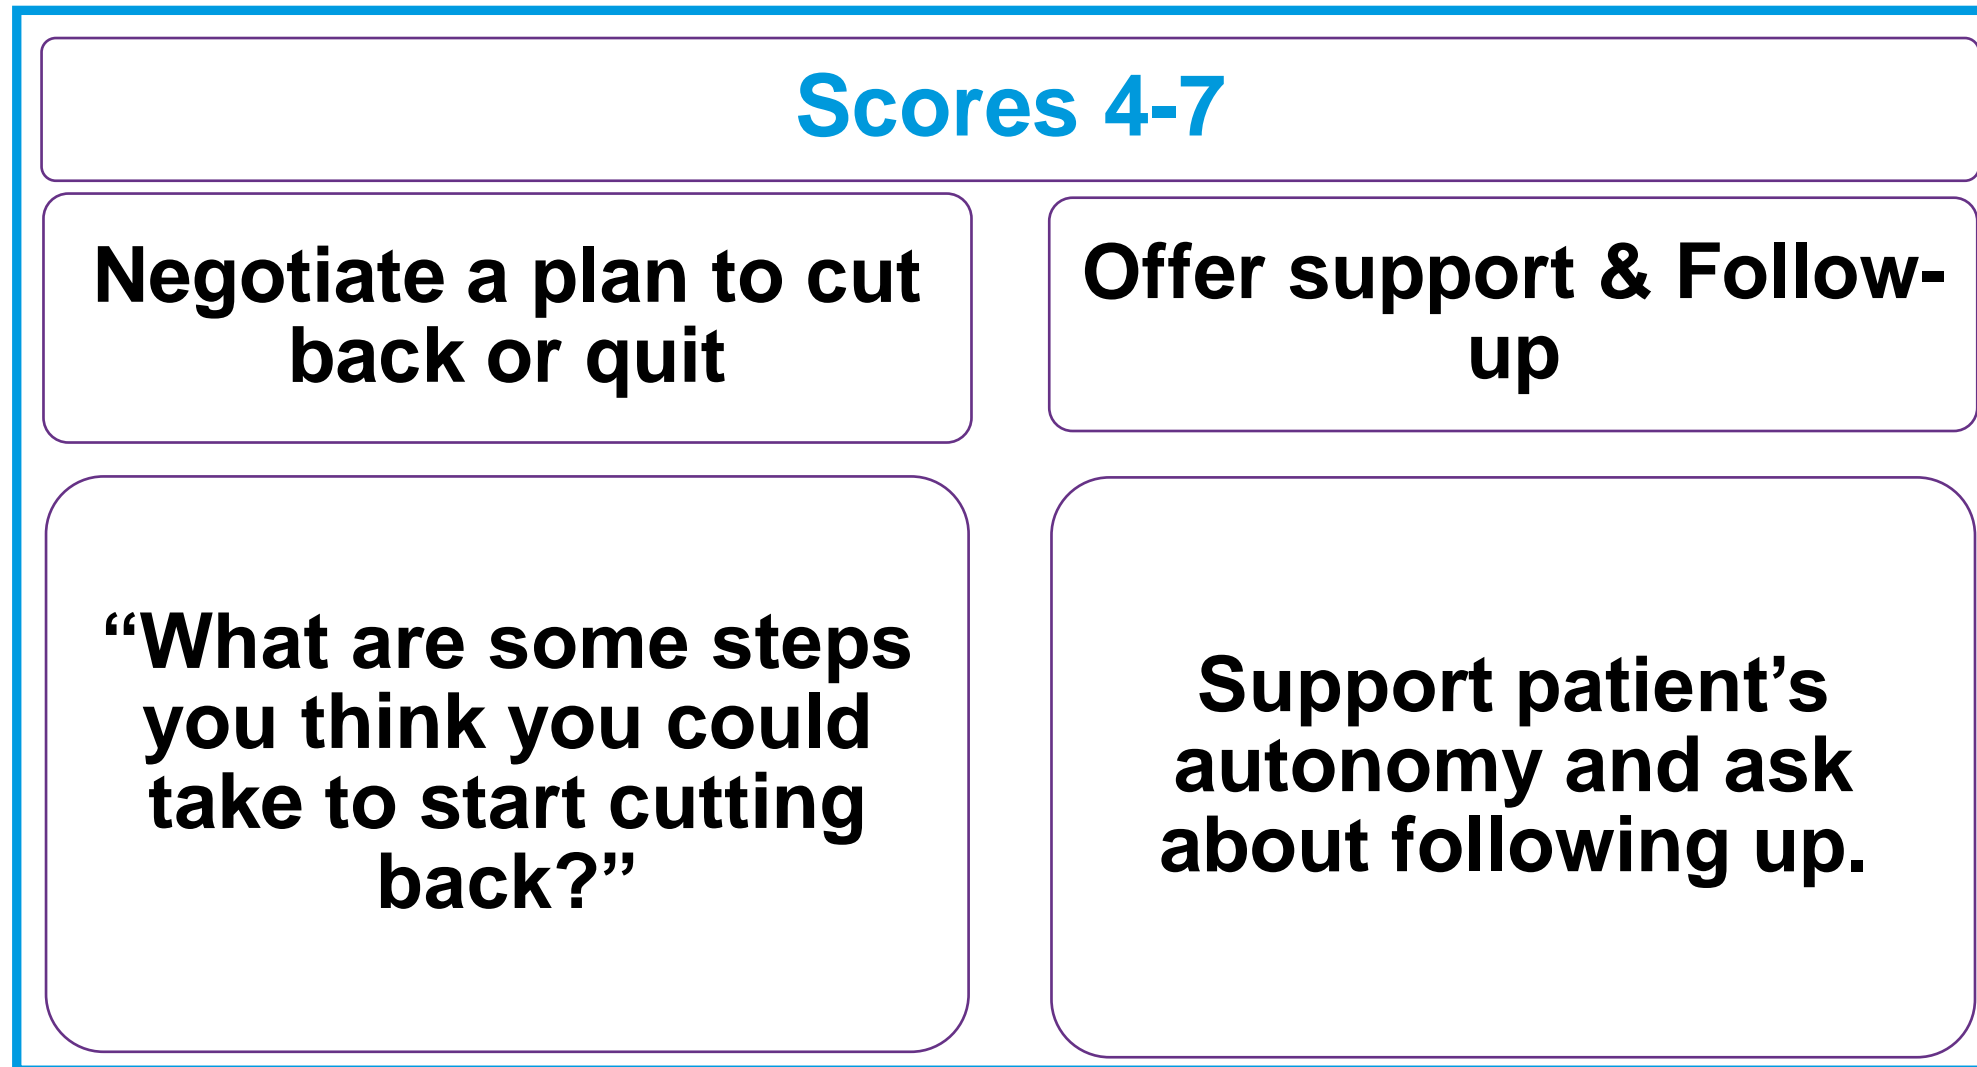 Scores 4-7
Negotiate a plan to cut
back or quit
Offer support & Follow-
up
“What are some steps
you think you could
take to start cutting
back?”
Support patient’s
autonomy and ask
about following up.